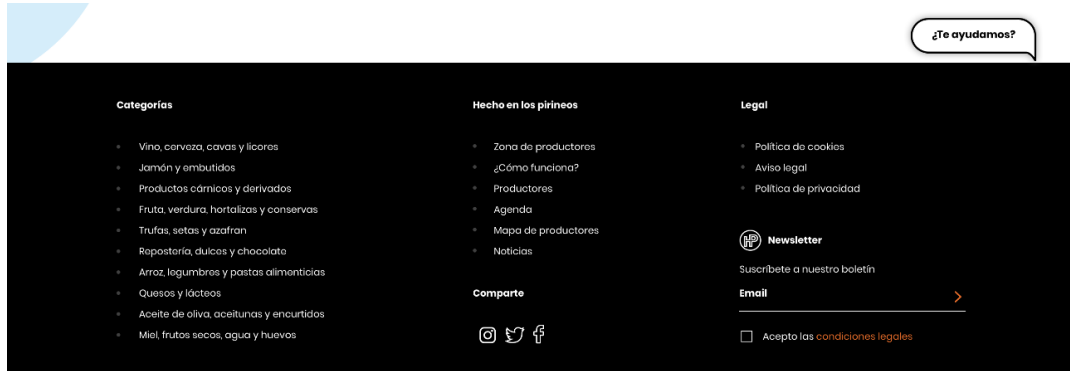 ¿Te ayudamos?
Categorías
Vino, cerveza, cavas y licores
Jamón y embutidos
Productos cárnicos y derivados
Fruta, verdura, hortalizas y conservas
Trufas, setas y azafran
Repostería, dulces y chocolate
Arroz, legumbres y pastas alimenticias
Quesos y lácteos
Aceite de oliva, aceitunas y encurtidos
Miel, frutos secos, agua y huevos
Hecho en los pirineos
Zona de productores
¿Cómo funciona?
Productores
Agenda
Mapa de productores
Noticias
Comparte
Legal
Política de cookies
Aviso legal
Política de privacidad
HP Newsletter
Suscríbete a nuestro boletín
Email
Acepto las condiciones legales